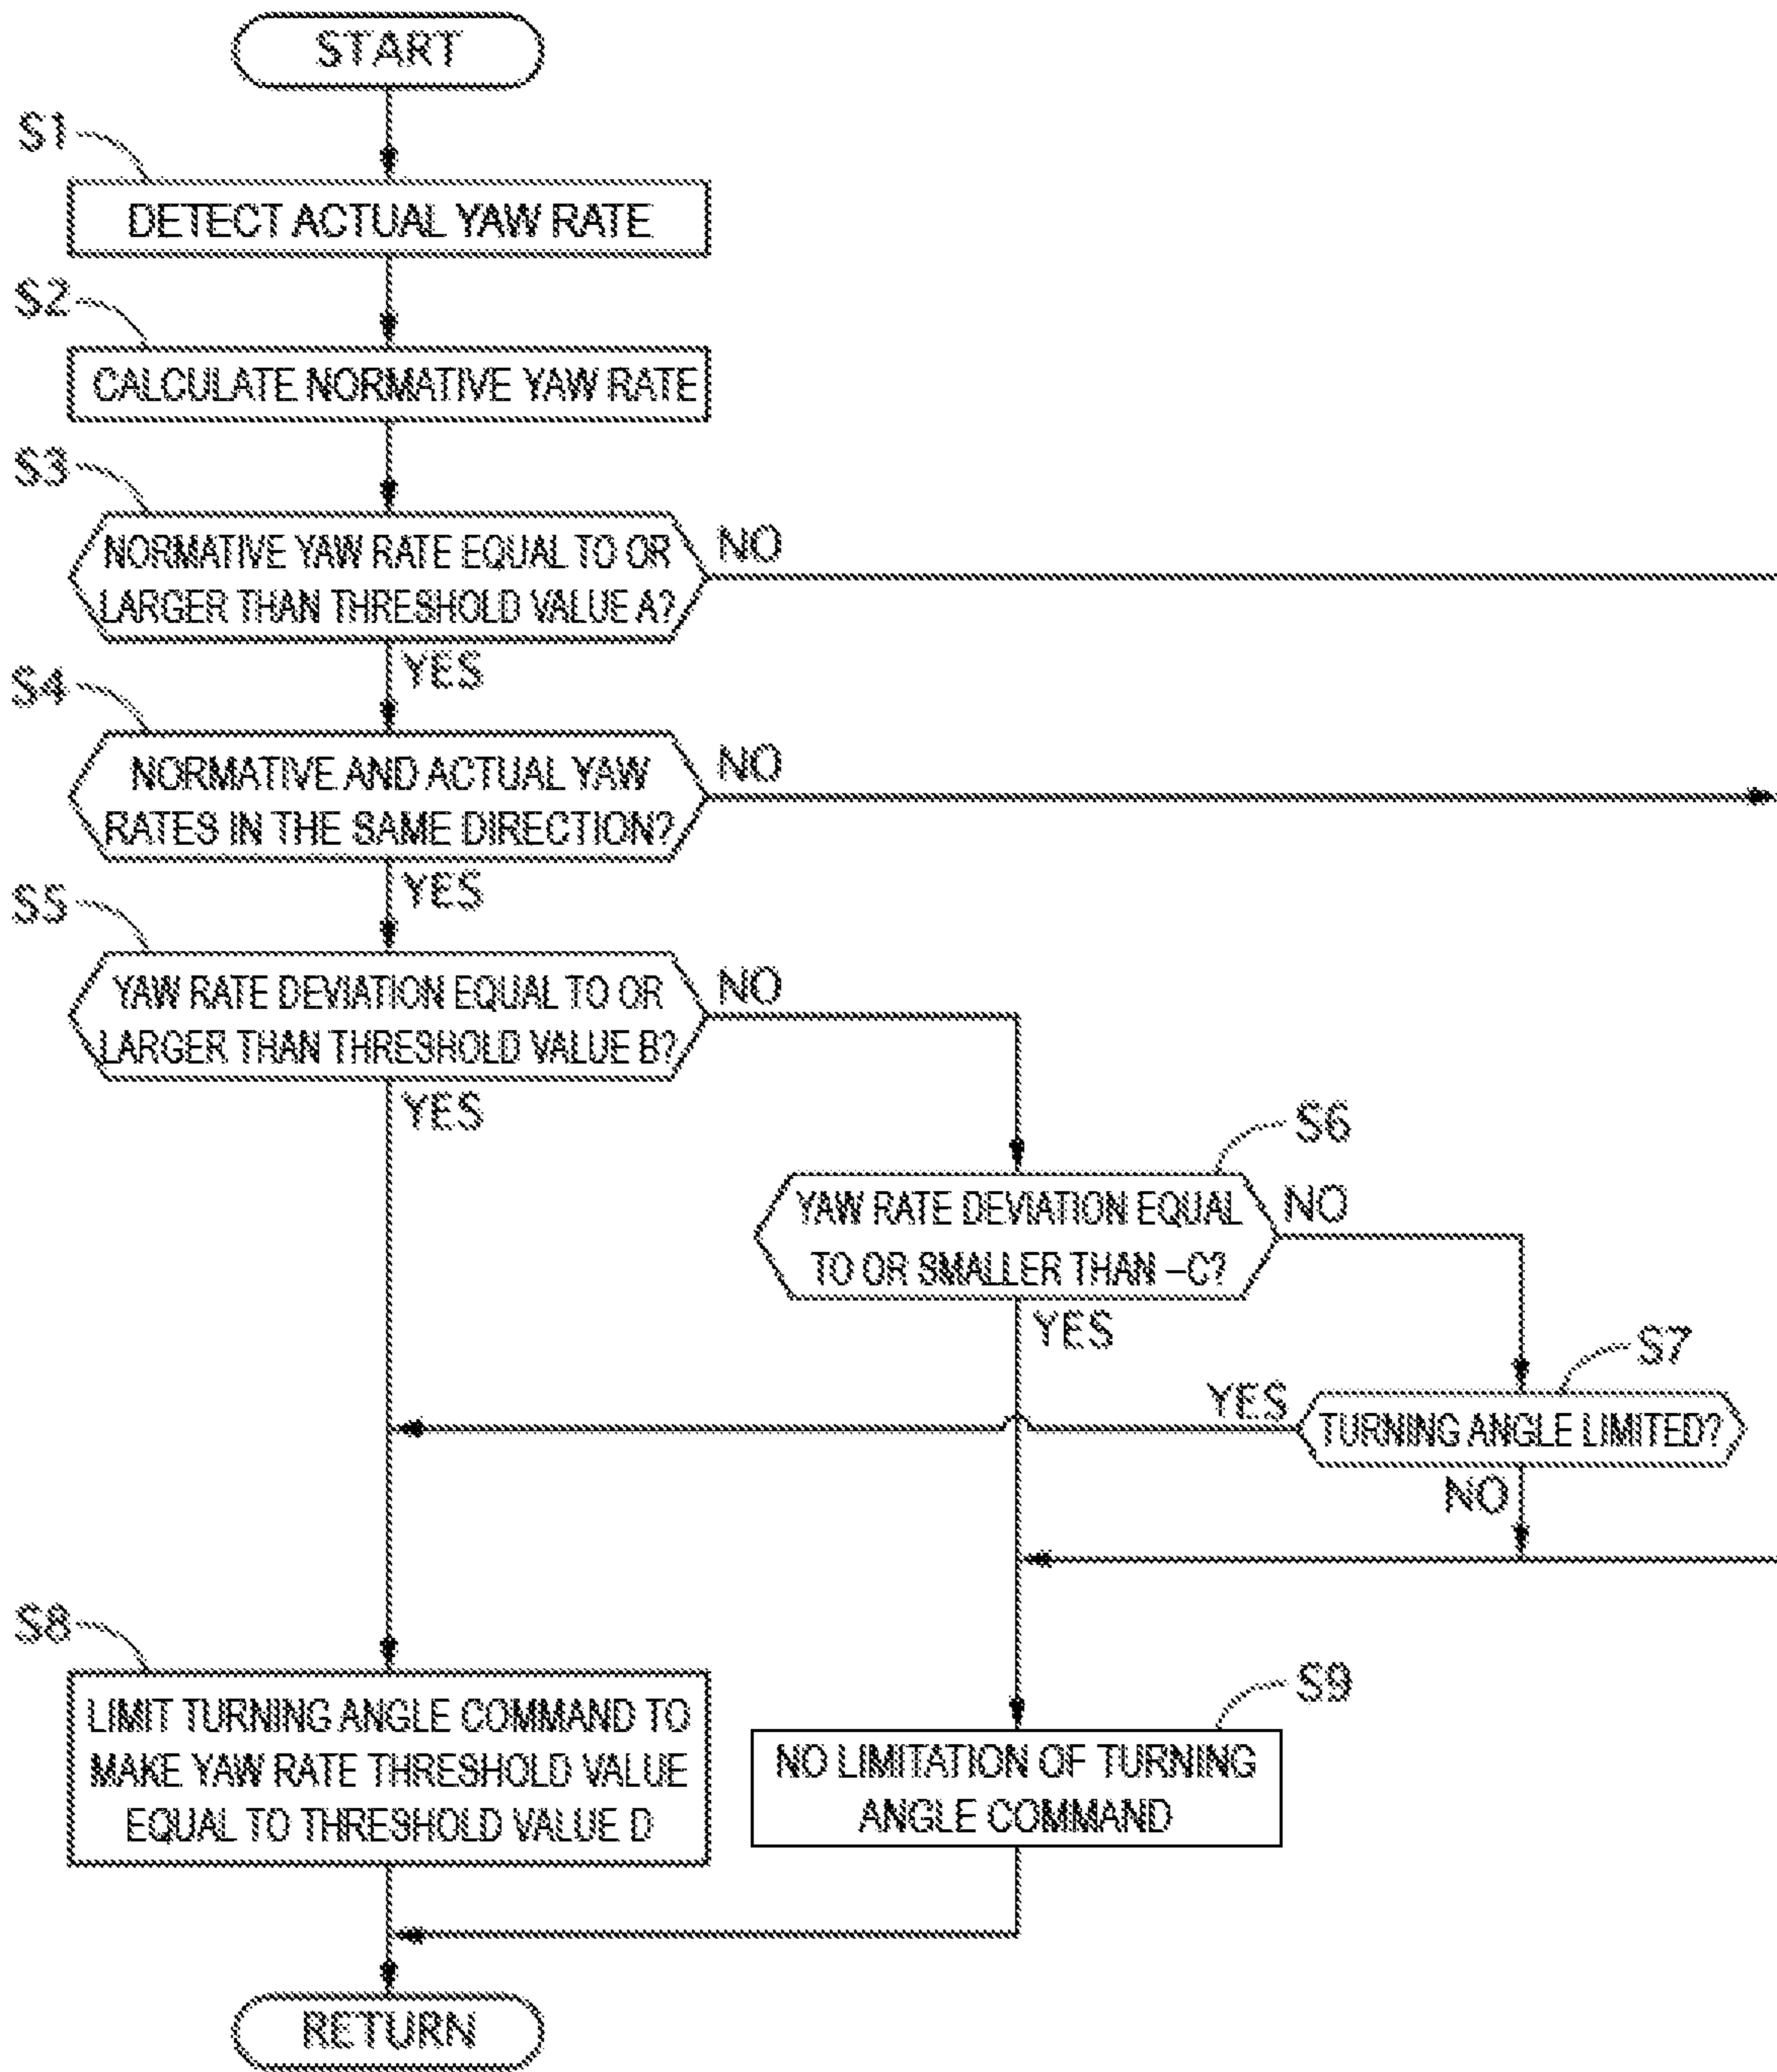 START
S1
DETECT ACTUAL YAW RATE
S2
CALCULATE NORMATIVE YAW RATE
S3
NORMATIVE YAW RATE EQUAL TO OR
LARGER THAN THRESHOLD VALUE A?
NO
YES
S4
NORMATIVE AND ACTUAL YAW
RATES IN THE SAME DIRECTION?
NO
YES
S5
YAW RATE DEVIATION EQUAL TO OR
LARGER THAN THRESHOLD VALUE B?
NO
YES
S6
YAW RATE DEVIATION EQUAL
TO OR SMALLER THAN –C?
NO
YES
S7
TURNING ANGLE LIMITED?
YES
NO
S8
LIMIT TURNING ANGLE COMMAND TO
MAKE YAW RATE THRESHOLD VALUE
EQUAL TO THRESHOLD VALUE D
S9
NO LIMITATION OF TURNING
ANGLE COMMAND
RETURN